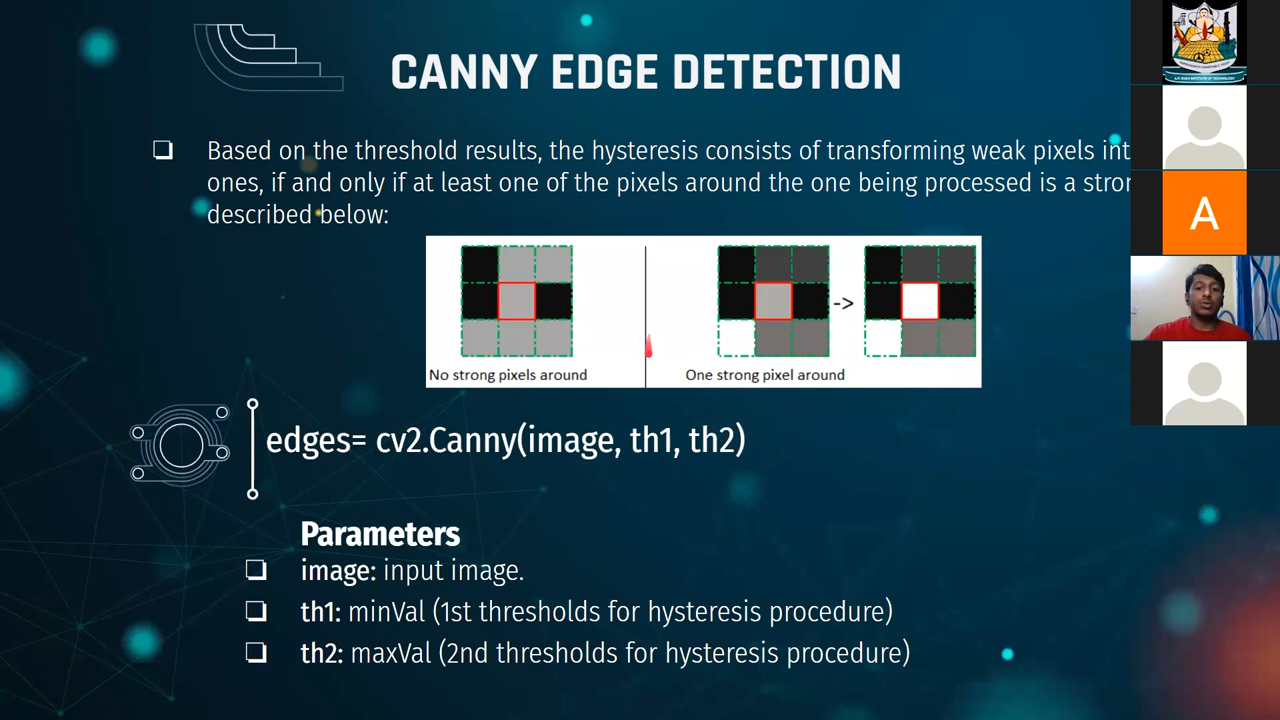 CANNY EDGE DETECTION
Based on the threshold results, the hysteresis consists of transforming weak pixels int
ones, if and only if at least one of the pixels around the one being processed is a stron
described below:
A
->
No strong pixels around
One strong pixel around
edges= cv2.Canny(image, th1, th2)
Parameters
image: input image.
th1: minVal (1st thresholds for hysteresis procedure)
th2: maxVal (2nd thresholds for hysteresis procedure)